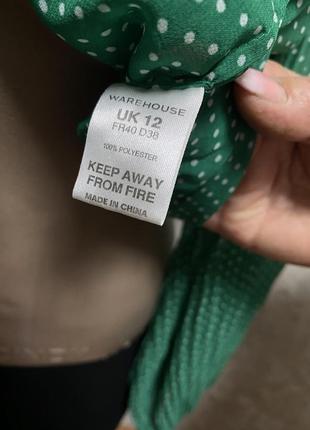 WAREHOUSE
UK 12
FR40 D38
100% POLYESTER
KEEP AWAY
FROM FIRE
MADE IN CHINA